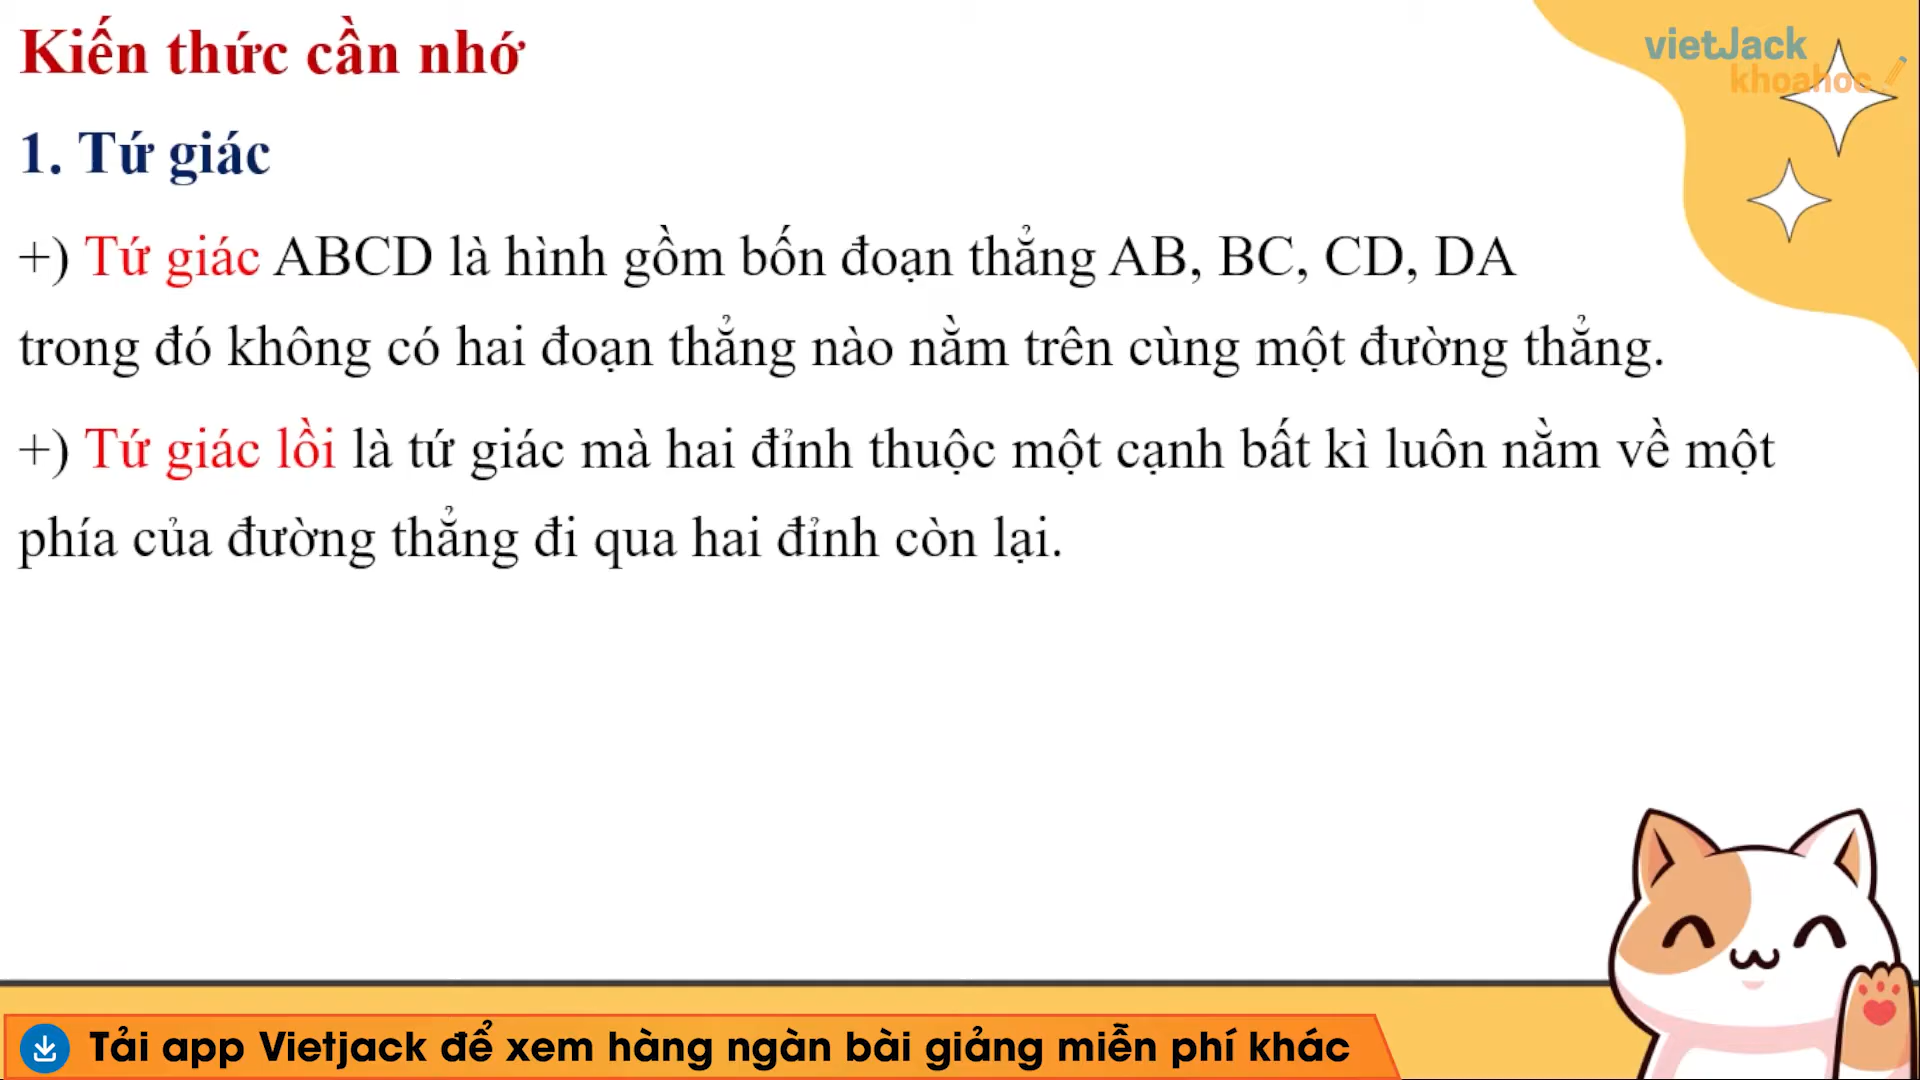 Kiến thức cần nhớ
vietJack
khoahoc
1. Tứ giác
+) Tứ giác ABCD là hình gồm bốn đoạn thẳng AB, BC, CD, DA
trong đó không có hai đoạn thẳng nào nằm trên cùng một đường thẳng.
+) Tứ giác lồi là tứ giác mà hai đỉnh thuộc một cạnh bất kì luôn nằm về một
phía của đường thẳng đi qua hai đỉnh còn lại.
Tải app Vietjack để xem hàng ngàn bài giảng miễn phí khác